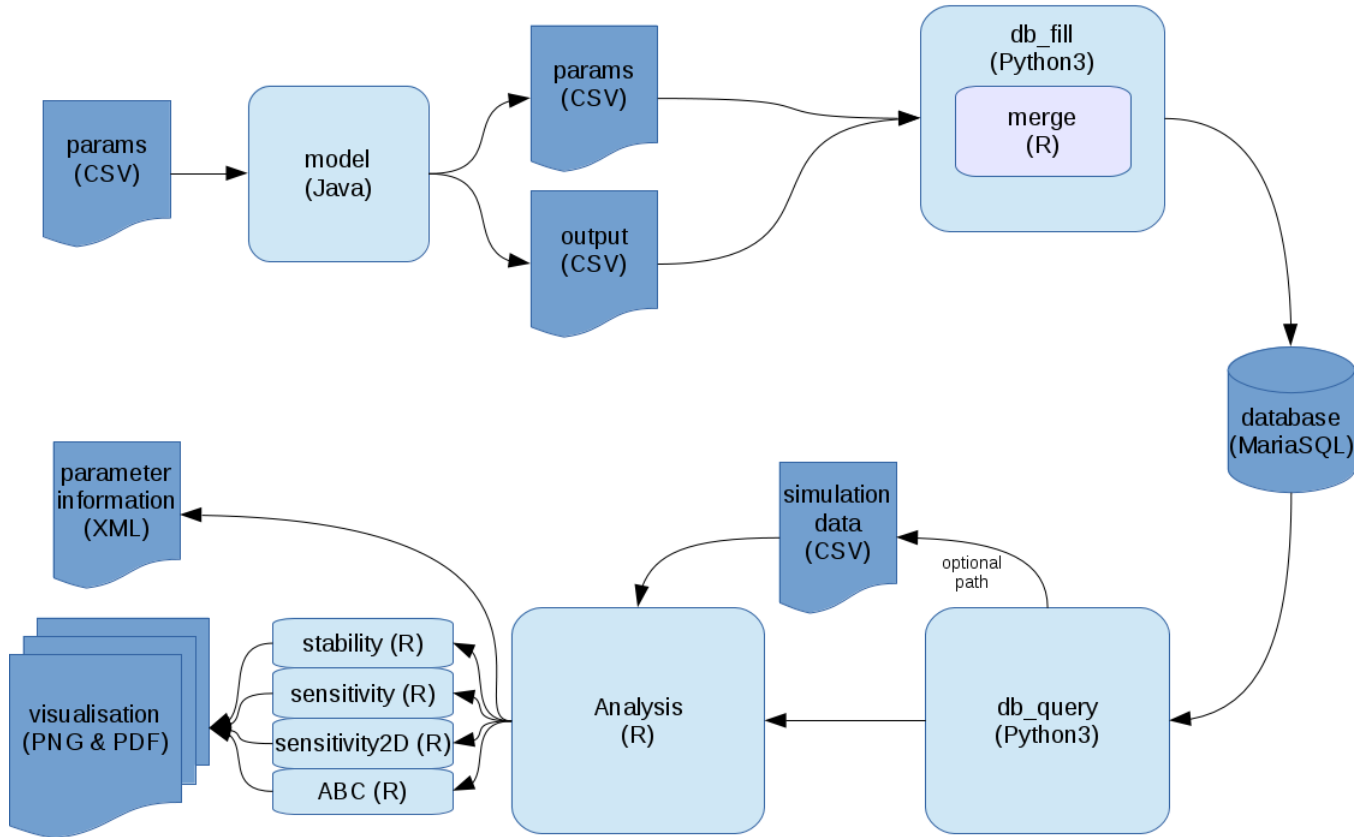 params
(CSV)
model
(Java)
params
(CSV)
output
(CSV)
db_fill
(Python3)
merge
(R)
database
(MariaSQL)
parameter
information
(XML)
simulation
data
(CSV)
optional
path
stability (R)
sensitivity (R)
sensitivity2D (R)
ABC (R)
visualisation
(PNG & PDF)
Analysis
(R)
db_query
(Python3)